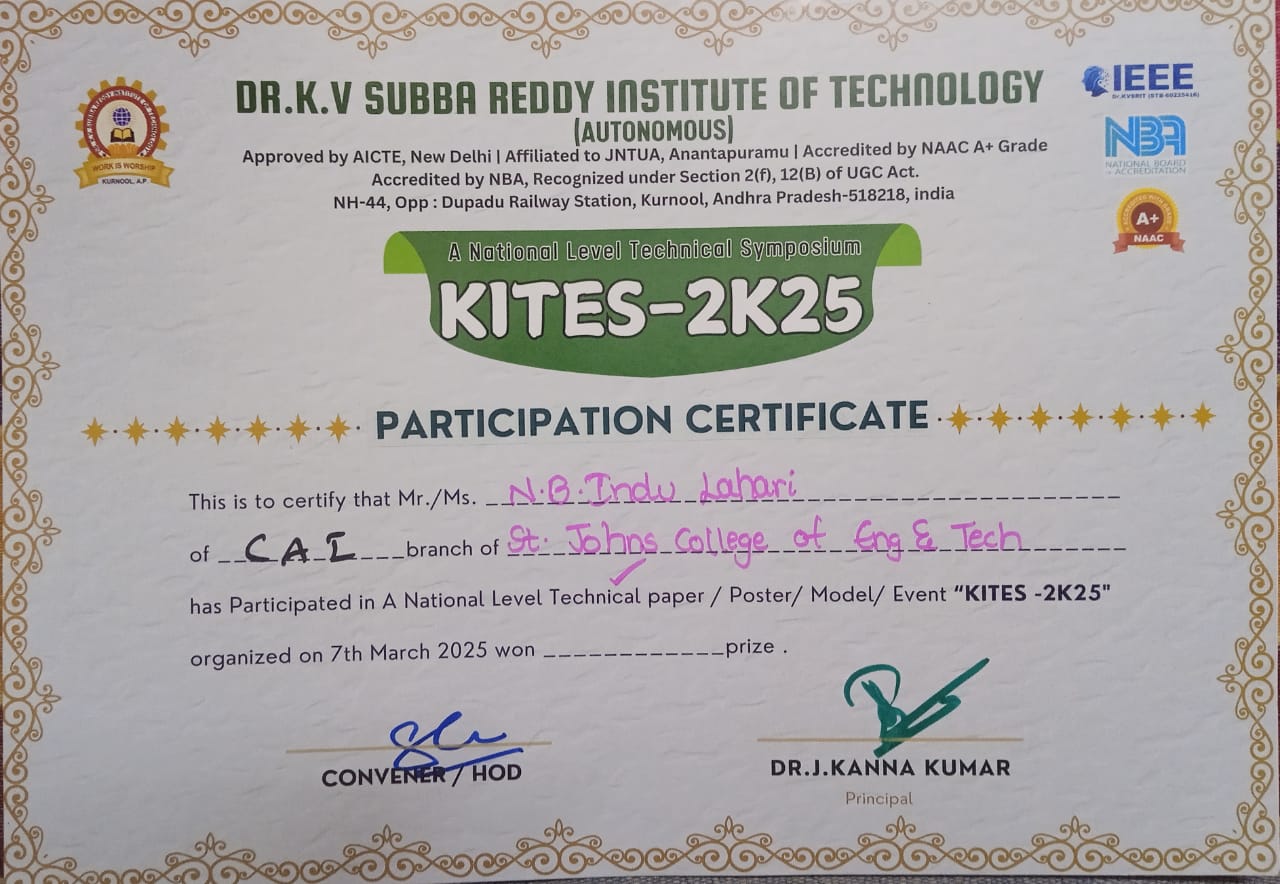 DR.K.V SUBBA REDDY INSTITUTE OF TECHNOLOGY
(AUTONOMOUS)
Approved by AICTE, New Delhi | Affiliated to JNTUA, Anantapuramu | Accredited by NAAC A+ Grade
Accredited by NBA, Recognized under Section 2(f), 12(B) of UGC Act.
NH-44, Opp : Dupadu Railway Station, Kurnool, Andhra Pradesh-518218, india
WORK IS WORSHIP
KURNOOL, A.P.
IEEE
Dr.KVSRIT (STB 60235416)
NBA
NATIONAL BOARD
of ACCREDITATION
A+
NAAC
A National Level Technical Symposium
KITES-2K25
PARTICIPATION CERTIFICATE
This is to certify that Mr./Ms. N.B.Indu Lahari
of CAI branch of St. Johns College of Eng & Tech
has Participated in A National Level Technical paper / Poster/ Model/ Event “KITES -2K25"
organized on 7th March 2025 won ____________prize .
CONVENER / HOD
DR.J.KANNA KUMAR
Principal